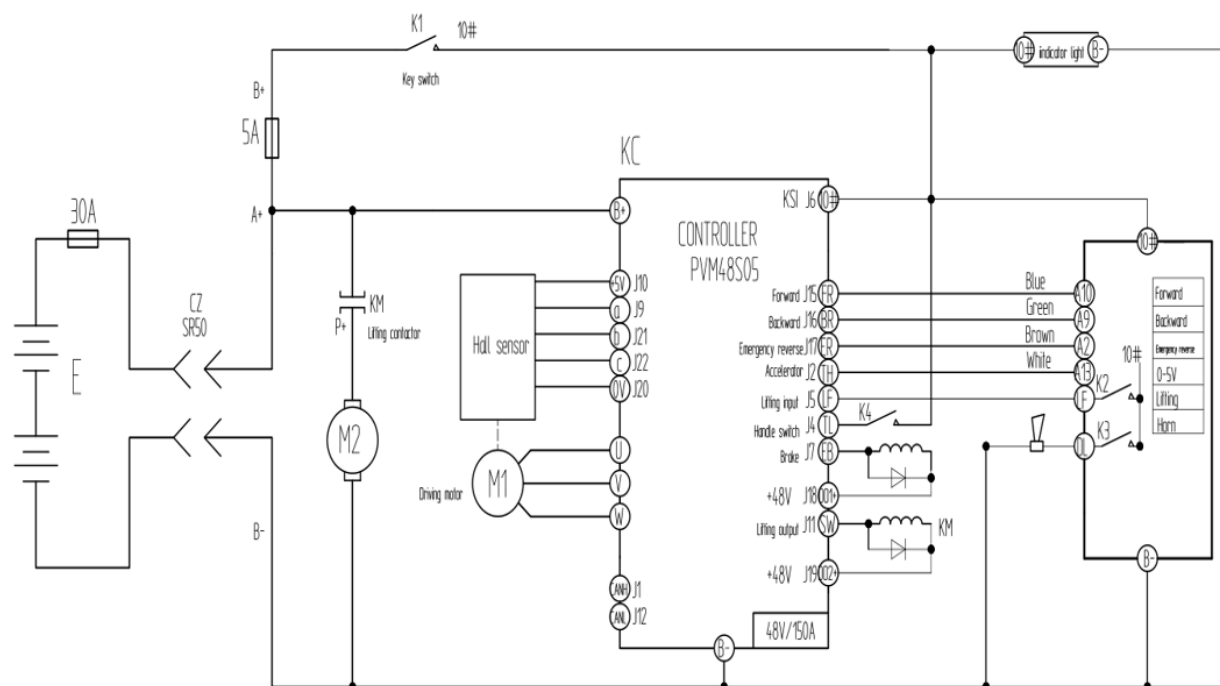 K1
10#
Key switch
10#
indicator light
B-
B+
5A
KC
30A
A+
B+
KSI
J6
10#
CONTROLLER
PVM48S05
10#
CZ
SR50
KM
P+
Lifting contactor
Hall sensor
+5V
J10
a
J9
b
J21
c
J22
0V
J20
Forward
J15
FR
Blue
A10
Forward
Backward
J16
BR
Green
A9
Backward
Emergency reverse
J17
ER
Brown
A2
Emergency reverse
Accelerator
J2
TH
White
A13
10#
0-5V
Lifting input
J5
LF
LF
K2
Lifting
Handle switch
J4
TL
K4
Horn
E
M2
Brake
J7
EB
DL
K3
U
V
W
Driving motor
M1
+48V
J18
Lifting output
J11
SW
KM
+48V
J19
B-
CANH
J1
CANL
J12
48V/150A
B-
B-